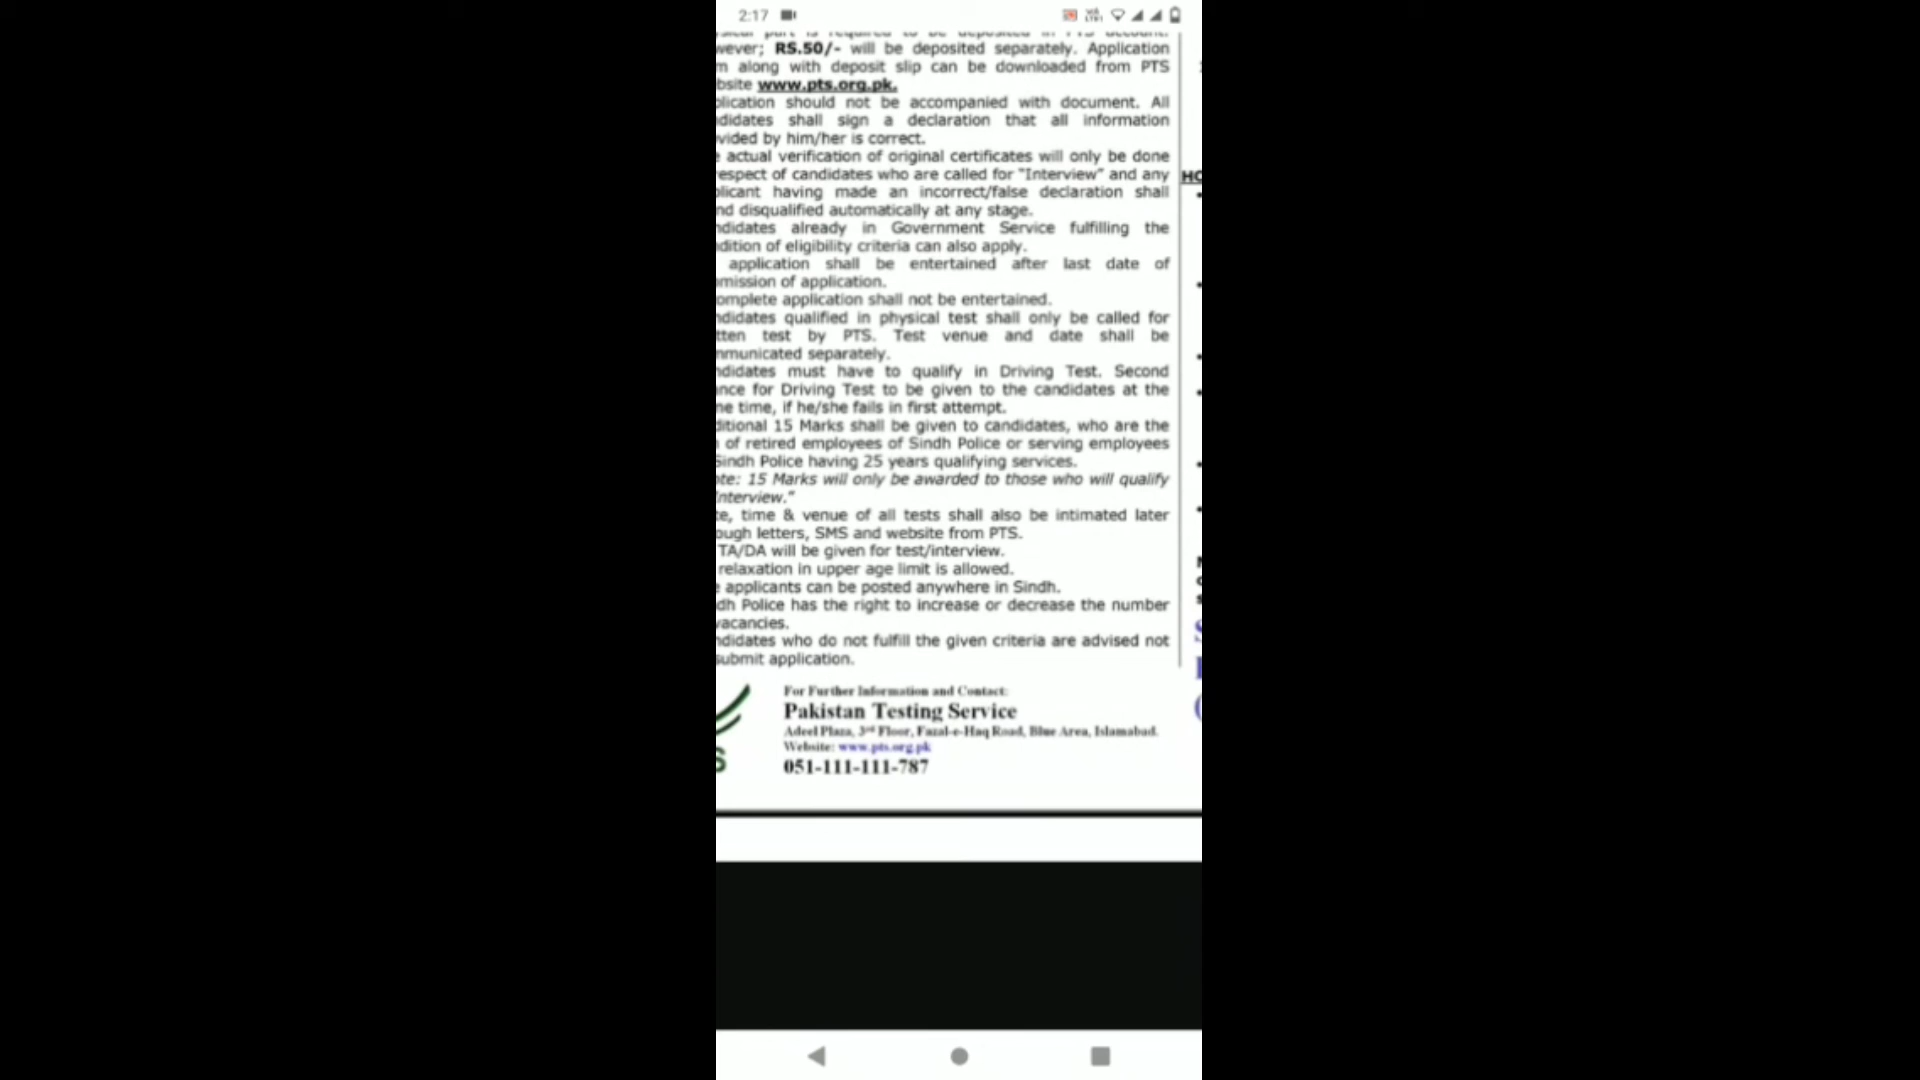 2:17
wever; RS.50/- will be deposited separately. Application
m along with deposit slip can be downloaded from PTS
bsite www.pts.org.pk.
plication should not be accompanied with document. All
ndidates shall sign a declaration that all information
vided by him/her is correct.
e actual verification of original certificates will only be done
respect of candidates who are called for "Interview" and any
plicant having made an incorrect/false declaration shall
nd disqualified automatically at any stage.
ndidates already in Government Service fulfilling the
ndition of eligibility criteria can also apply.
application shall be entertained after last date of
mission of application.
omplete application shall not be entertained.
ndidates qualified in physical test shall only be called for
tten test by PTS. Test venue and date shall be
mmunicated separately.
ndidates must have to qualify in Driving Test. Second
ance for Driving Test to be given to the candidates at the
me time, if he/she fails in first attempt.
ditional 15 Marks shall be given to candidates, who are the
of retired employees of Sindh Police or serving employees
Sindh Police having 25 years qualifying services.
ote: 15 Marks will only be awarded to those who will qualify
Interview."
te, time & venue of all tests shall also be intimated later
ough letters, SMS and website from PTS.
TA/DA will be given for test/interview.
relaxation in upper age limit is allowed.
e applicants can be posted anywhere in Sindh.
dh Police has the right to increase or decrease the number
vacancies.
ndidates who do not fulfill the given criteria are advised not
submit application.
For Further Information and Contact:
Pakistan Testing Service
Adeel Plaza, 3rd Floor, Fazal-e-Haq Road, Blue Area, Islamabad.
Website: www.pts.org.pk
051-111-111-787
S
HO